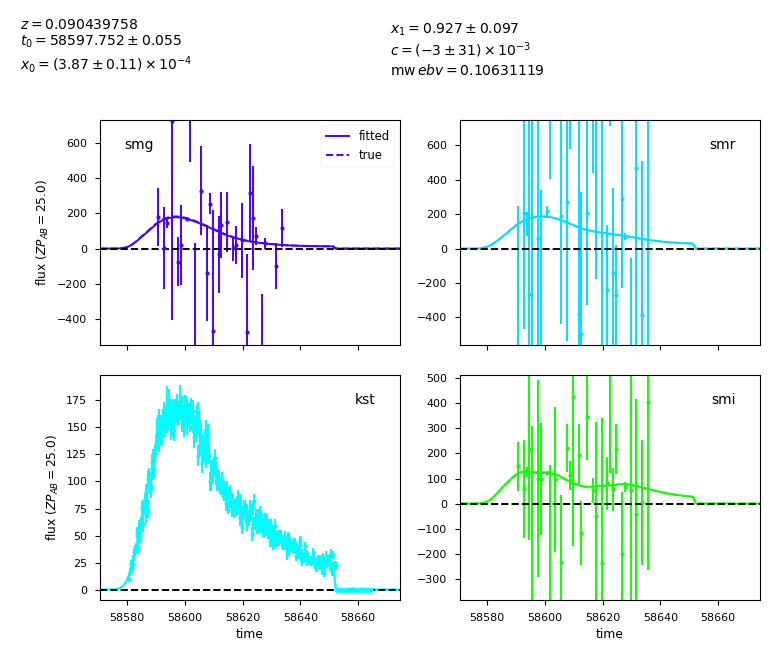 z = 0.090439758
t0 = 58597.752 ± 0.055
x0 = (3.87 ± 0.11) × 10^−4
x1 = 0.927 ± 0.097
c = (−3 ± 31) × 10^−3
mw ebv = 0.10631119
smg
fitted
true
600
400
200
0
−200
−400
flux (ZP_AB = 25.0)
smr
600
400
200
0
−200
−400
kst
175
150
125
100
75
50
25
0
flux (ZP_AB = 25.0)
58580 58600 58620 58640 58660
time
smi
500
400
300
200
100
0
−100
−200
−300
58580 58600 58620 58640 58660
time